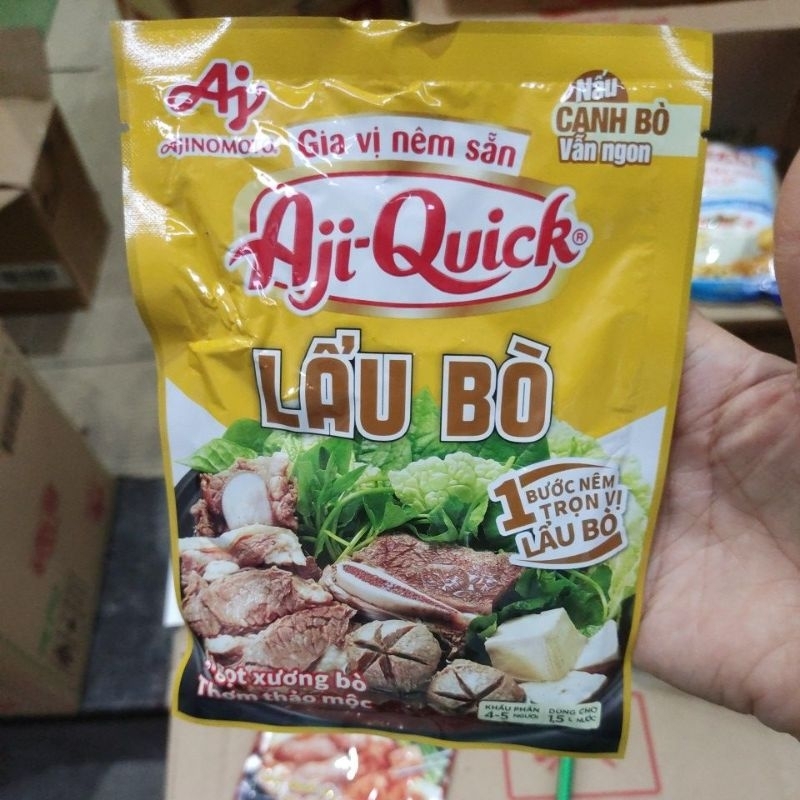 Aj
AJINOMOTO®
Gia vị nêm sẵn
Nấu
CANH BÒ
Vẫn ngon
Aji-Quick®
LẨU BÒ
1 BƯỚC NÊM
TRỌN VỊ
LẨU BÒ
Ngọt xương bò
Thơm thảo mộc
KHẨU PHẦN
4-5 NGƯỜI
DÙNG CHO
1,5 L NƯỚC